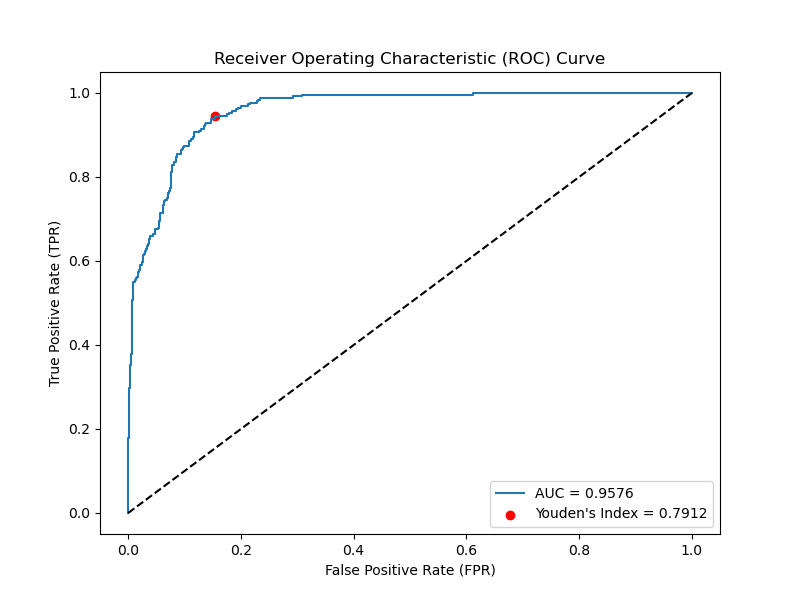 Receiver Operating Characteristic (ROC) Curve
True Positive Rate (TPR)
1.0
0.8
0.6
0.4
0.2
0.0
AUC = 0.9576
Youden's Index = 0.7912
0.0 0.2 0.4 0.6 0.8 1.0
False Positive Rate (FPR)